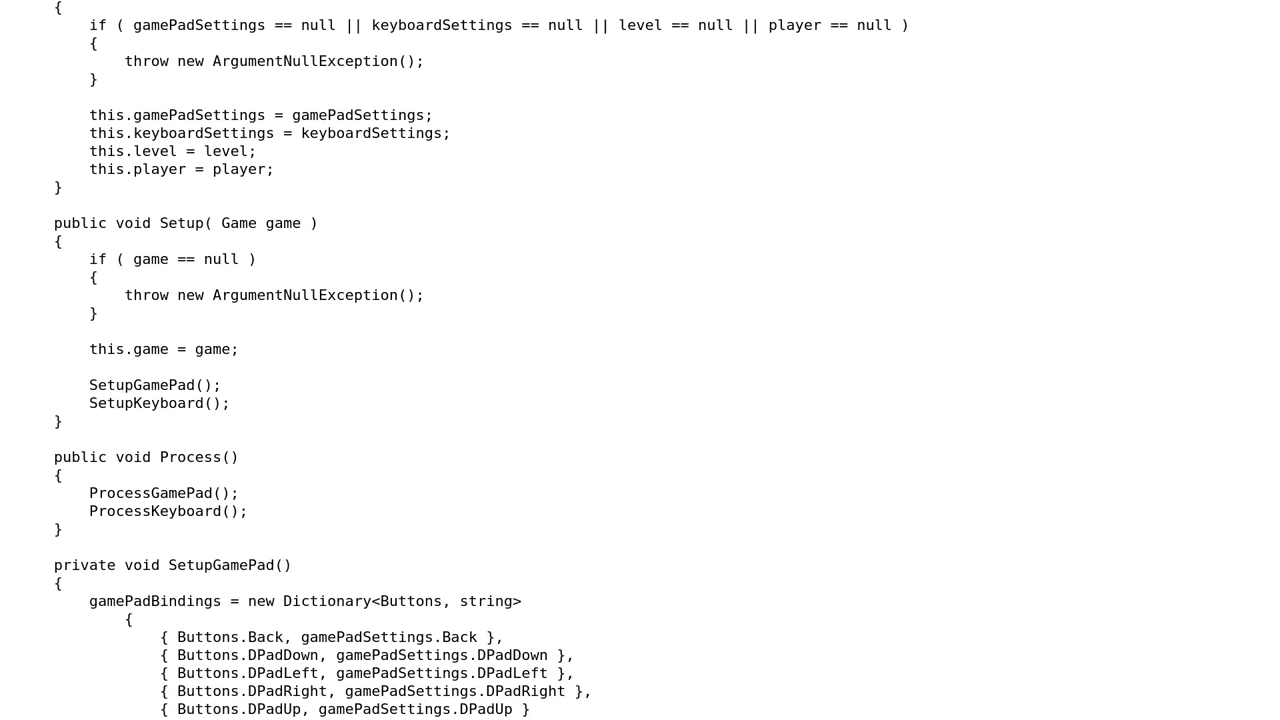 {
if ( gamePadSettings == null || keyboardSettings == null || level == null || player == null )
{
throw new ArgumentNullException();
}
this.gamePadSettings = gamePadSettings;
this.keyboardSettings = keyboardSettings;
this.level = level;
this.player = player;
}
public void Setup( Game game )
{
if ( game == null )
{
throw new ArgumentNullException();
}
this.game = game;
SetupGamePad();
SetupKeyboard();
}
public void Process()
{
ProcessGamePad();
ProcessKeyboard();
}
private void SetupGamePad()
{
gamePadBindings = new Dictionary<Buttons, string>
{
{ Buttons.Back, gamePadSettings.Back },
{ Buttons.DPadDown, gamePadSettings.DPadDown },
{ Buttons.DPadLeft, gamePadSettings.DPadLeft },
{ Buttons.DPadRight, gamePadSettings.DPadRight },
{ Buttons.DPadUp, gamePadSettings.DPadUp }